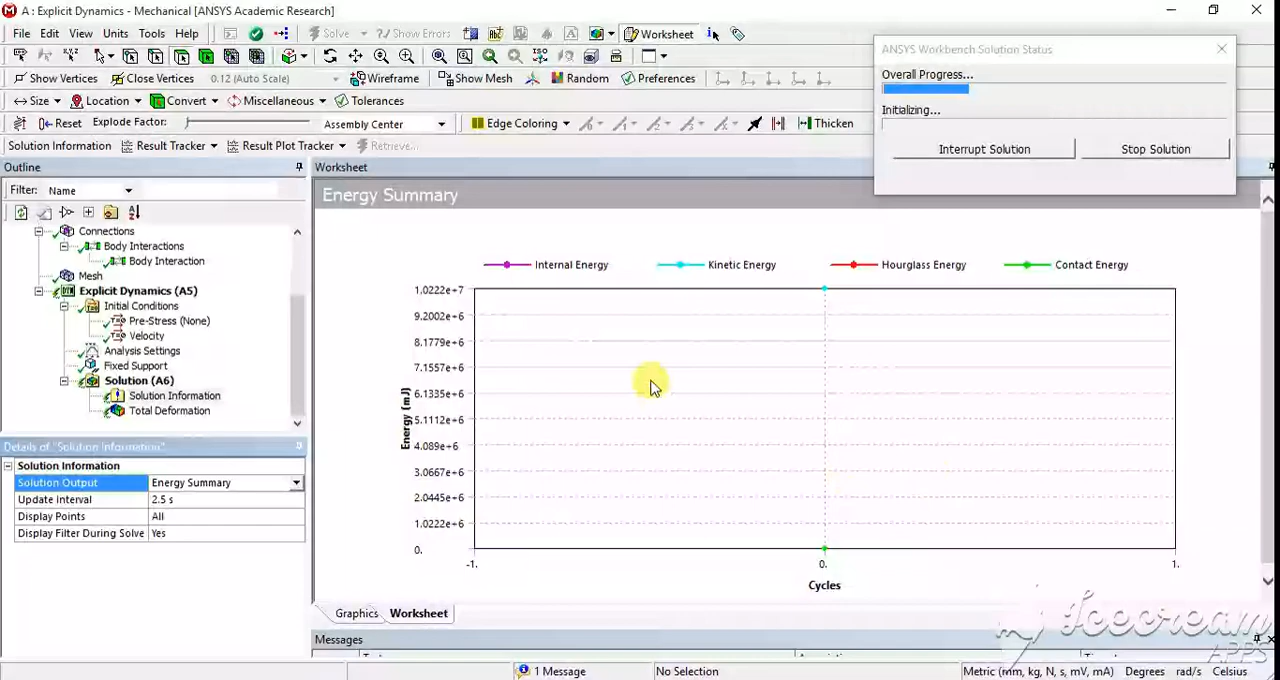 A : Explicit Dynamics - Mechanical [ANSYS Academic Research]
File Edit View Units Tools Help Solve ?/ Show Errors Worksheet
Show Vertices Close Vertices 0.12 (Auto Scale) Wireframe Show Mesh Random Preferences
Size Location Convert Miscellaneous Tolerances
Reset Explode Factor: Assembly Center Edge Coloring Thicken
Solution Information Result Tracker Result Plot Tracker Retrieve...
ANSYS Workbench Solution Status
Overall Progress...
Initializing...
Interrupt Solution Stop Solution
Outline
Filter: Name
Connections
Body Interactions
Body Interaction
Mesh
Explicit Dynamics (A5)
Initial Conditions
Pre-Stress (None)
Velocity
Analysis Settings
Fixed Support
Solution (A6)
Solution Information
Total Deformation
Details of "Solution Information"
Solution Information
Solution Output Energy Summary
Update Interval 2.5 s
Display Points All
Display Filter During Solve Yes
Worksheet
Energy Summary
Internal Energy Kinetic Energy Hourglass Energy Contact Energy
1.0222e+7
9.2002e+6
8.1779e+6
7.1557e+6
6.1335e+6
5.1112e+6
4.089e+6
3.0667e+6
2.0445e+6
1.0222e+6
0.
Energy (mJ)
-1. 0. 1.
Cycles
Graphics Worksheet
Icecream
APPS
Messages
1 Message No Selection Metric (mm, kg, N, s, mV, mA) Degrees rad/s Celsius